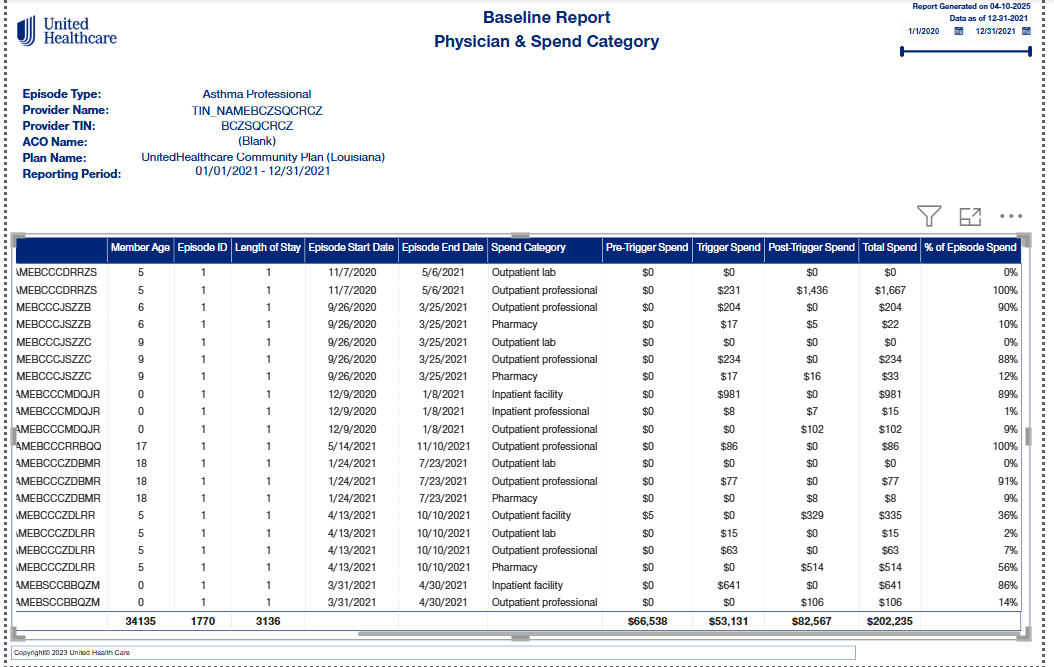 United
Healthcare
Baseline Report
Physician & Spend Category
Report Generated on 04-10-2025
Data as of 12-31-2021
1/1/2020 12/31/2021
Episode Type: Asthma Professional
Provider Name: TIN_NAMEBCZSQCRCZ
Provider TIN: BCZSQCRCZ
ACO Name: (Blank)
Plan Name: UnitedHealthcare Community Plan (Louisiana)
Reporting Period: 01/01/2021 - 12/31/2021
Member Age Episode ID Length of Stay Episode Start Date Episode End Date Spend Category Pre-Trigger Spend Trigger Spend Post-Trigger Spend Total Spend % of Episode Spend
AMEBCCCDRRZS 5 1 1 11/7/2020 5/6/2021 Outpatient lab $0 $0 $0 $0 0%
AMEBCCCDRRZS 5 1 1 11/7/2020 5/6/2021 Outpatient professional $0 $231 $1,436 $1,667 100%
MEBCCCJSZZB 6 1 1 9/26/2020 3/25/2021 Outpatient professional $0 $204 $0 $204 90%
MEBCCCJSZZB 6 1 1 9/26/2020 3/25/2021 Pharmacy $0 $17 $5 $22 10%
MEBCCCJSZZC 9 1 1 9/26/2020 3/25/2021 Outpatient lab $0 $0 $0 $0 0%
MEBCCCJSZZC 9 1 1 9/26/2020 3/25/2021 Outpatient professional $0 $234 $0 $234 88%
MEBCCCJSZZC 9 1 1 9/26/2020 3/25/2021 Pharmacy $0 $17 $16 $33 12%
AMEBCCCMDQJR 0 1 1 12/9/2020 1/8/2021 Inpatient facility $0 $981 $0 $981 89%
AMEBCCCMDQJR 0 1 1 12/9/2020 1/8/2021 Inpatient professional $0 $8 $7 $15 1%
AMEBCCCMDQJR 0 1 1 12/9/2020 1/8/2021 Outpatient professional $0 $0 $102 $102 9%
AMEBCCCRRBQQ 17 1 1 5/14/2021 11/10/2021 Outpatient professional $0 $86 $0 $86 100%
AMEBCCCZDBMR 18 1 1 1/24/2021 7/23/2021 Outpatient lab $0 $0 $0 $0 0%
AMEBCCCZDBMR 18 1 1 1/24/2021 7/23/2021 Outpatient professional $0 $77 $0 $77 91%
AMEBCCCZDBMR 18 1 1 1/24/2021 7/23/2021 Pharmacy $0 $0 $8 $8 9%
AMEBCCCZDLRR 5 1 1 4/13/2021 10/10/2021 Outpatient facility $5 $0 $329 $335 36%
AMEBCCCZDLRR 5 1 1 4/13/2021 10/10/2021 Outpatient lab $0 $15 $0 $15 2%
AMEBCCCZDLRR 5 1 1 4/13/2021 10/10/2021 Outpatient professional $0 $63 $0 $63 7%
AMEBCCCZDLRR 5 1 1 4/13/2021 10/10/2021 Pharmacy $0 $0 $514 $514 56%
AMEBSCCBBQZM 0 1 1 3/31/2021 4/30/2021 Inpatient facility $0 $641 $0 $641 86%
AMEBSCCBBQZM 0 1 1 3/31/2021 4/30/2021 Outpatient professional $0 $0 $106 $106 14%
34135 1770 3136 $66,538 $53,131 $82,567 $202,235
Copyright© 2023 United Health Care